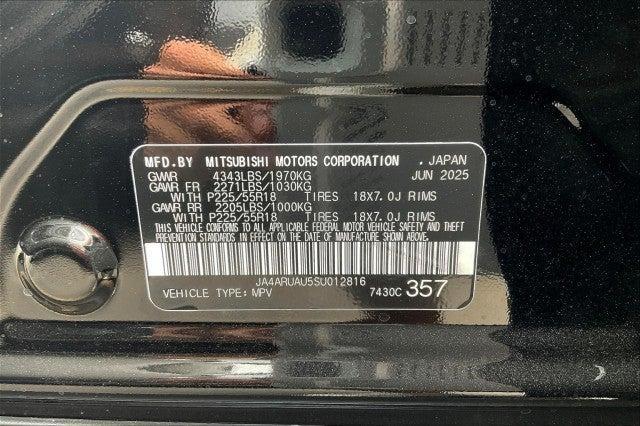 MFD.BY MITSUBISHI MOTORS CORPORATION . JAPAN
GVWR 4343LBS/1970KG JUN 2025
GAWR FR 2271LBS/1030KG
WITH P225/55R18 TIRES 18X7.0J RIMS
GAWR RR 2205LBS/1000KG
WITH P225/55R18 TIRES 18X7.0J RIMS
THIS VEHICLE CONFORMS TO ALL APPLICABLE FEDERAL MOTOR VEHICLE SAFETY AND THEFT
PREVENTION STANDARDS IN EFFECT ON THE DATE OF MANUFACTURE SHOWN ABOVE.
JA4ARUAU5SU012816
VEHICLE TYPE: MPV 7430C 357